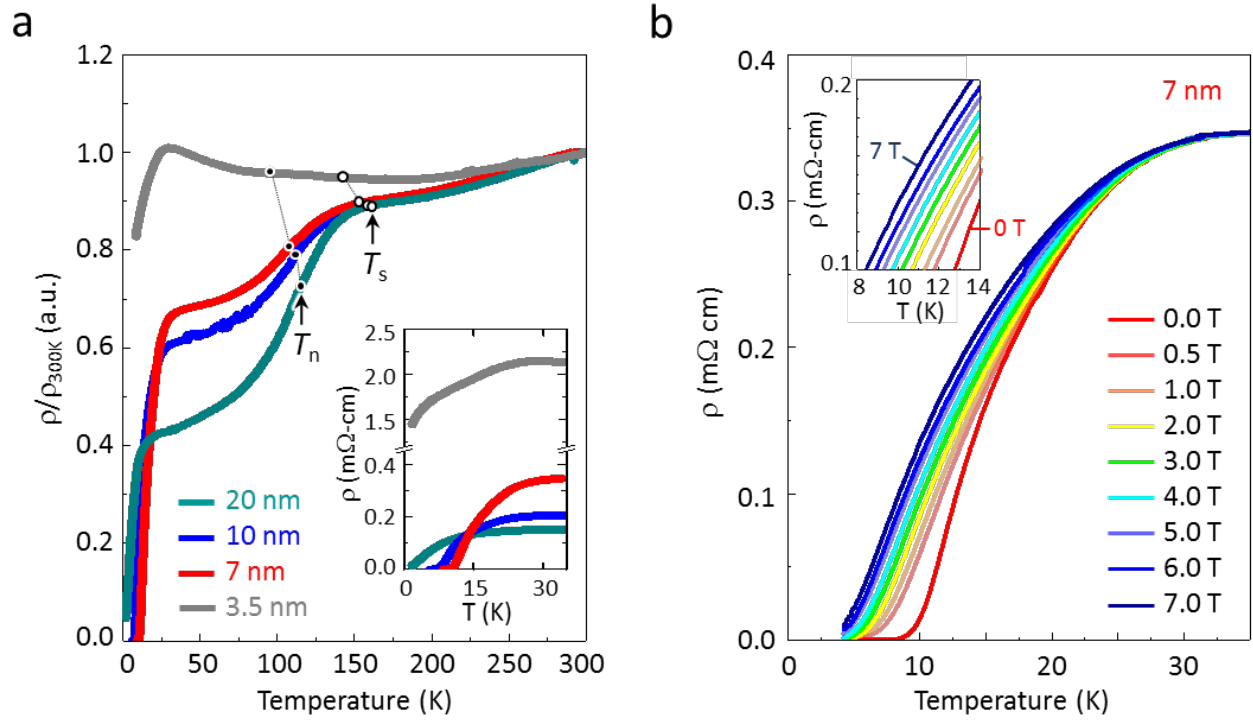 a
1.2
1.0
0.8
0.6
0.4
0.2
0.0
ρ/ρ300K (a.u.)
Ts
Tn
20 nm
10 nm
7 nm
3.5 nm
2.5
2.0
1.5
0.4
0.2
0.0
ρ (mΩ-cm)
1
15
30
T (K)
0
50
100
150
200
250
300
Temperature (K)
b
0.4
0.3
0.2
0.1
0.0
ρ (mΩ cm)
7 nm
0.2
0.1
ρ (mΩ-cm)
7 T
0 T
8
10
12
14
T (K)
0.0 T
0.5 T
1.0 T
2.0 T
3.0 T
4.0 T
5.0 T
6.0 T
7.0 T
0
10
20
30
Temperature (K)